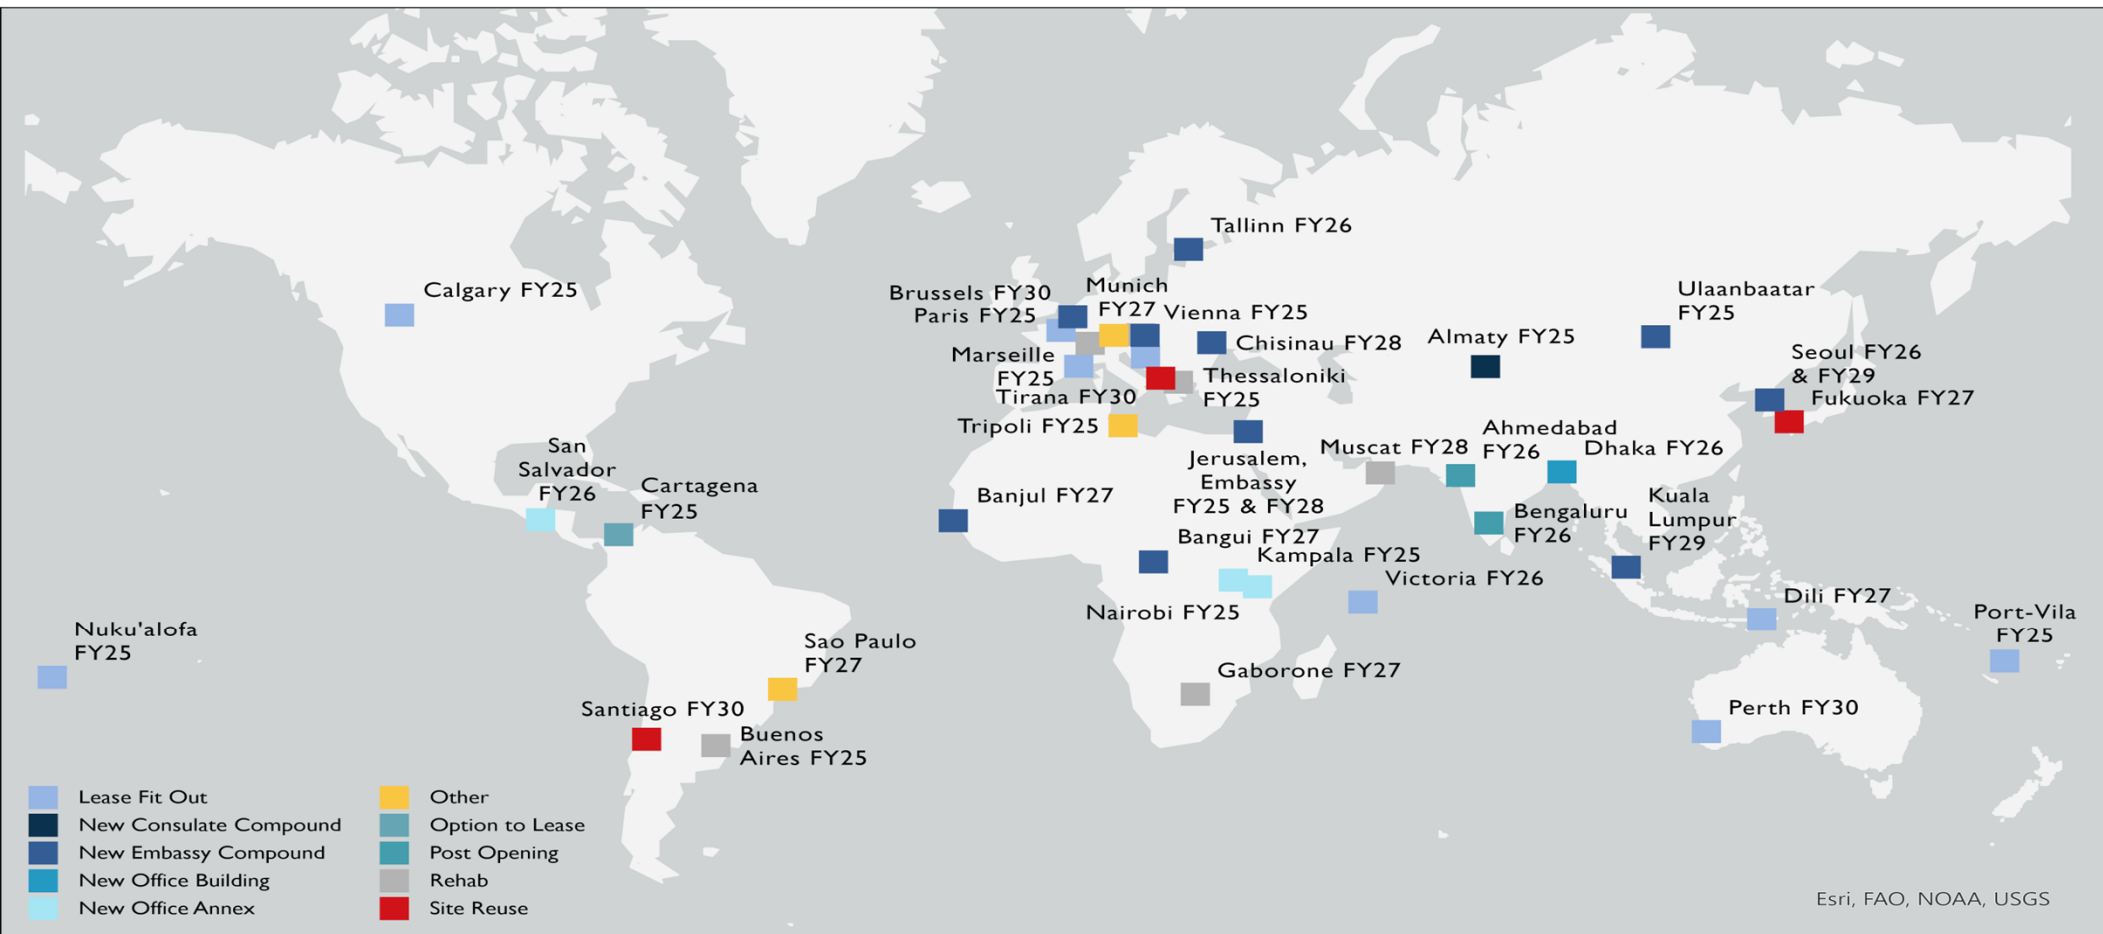 Tallinn FY26
Calgary FY25
Brussels FY30
Paris FY25
Munich
FY27
Vienna FY25
Chisinau FY28
Marseille
FY25
Tirana FY30
Thessaloniki
FY25
Tripoli FY25
Almaty FY25
Ulaanbaatar
FY25
Seoul FY26
& FY29
Fukuoka FY27
San
Salvador
FY26
Cartagena
FY25
Banjul FY27
Jerusalem,
Embassy
FY25 & FY28
Muscat FY28
Ahmedabad
FY26
Dhaka FY26
Bengaluru
FY26
Kuala
Lumpur
FY29
Bangui FY27
Kampala FY25
Nairobi FY25
Victoria FY26
Dili FY27
Port-Vila
FY25
Nuku'alofa
FY25
Sao Paulo
FY27
Gaborone FY27
Santiago FY30
Buenos
Aires FY25
Perth FY30
Lease Fit Out
New Consulate Compound
New Embassy Compound
New Office Building
New Office Annex
Other
Option to Lease
Post Opening
Rehab
Site Reuse
Esri, FAO, NOAA, USGS